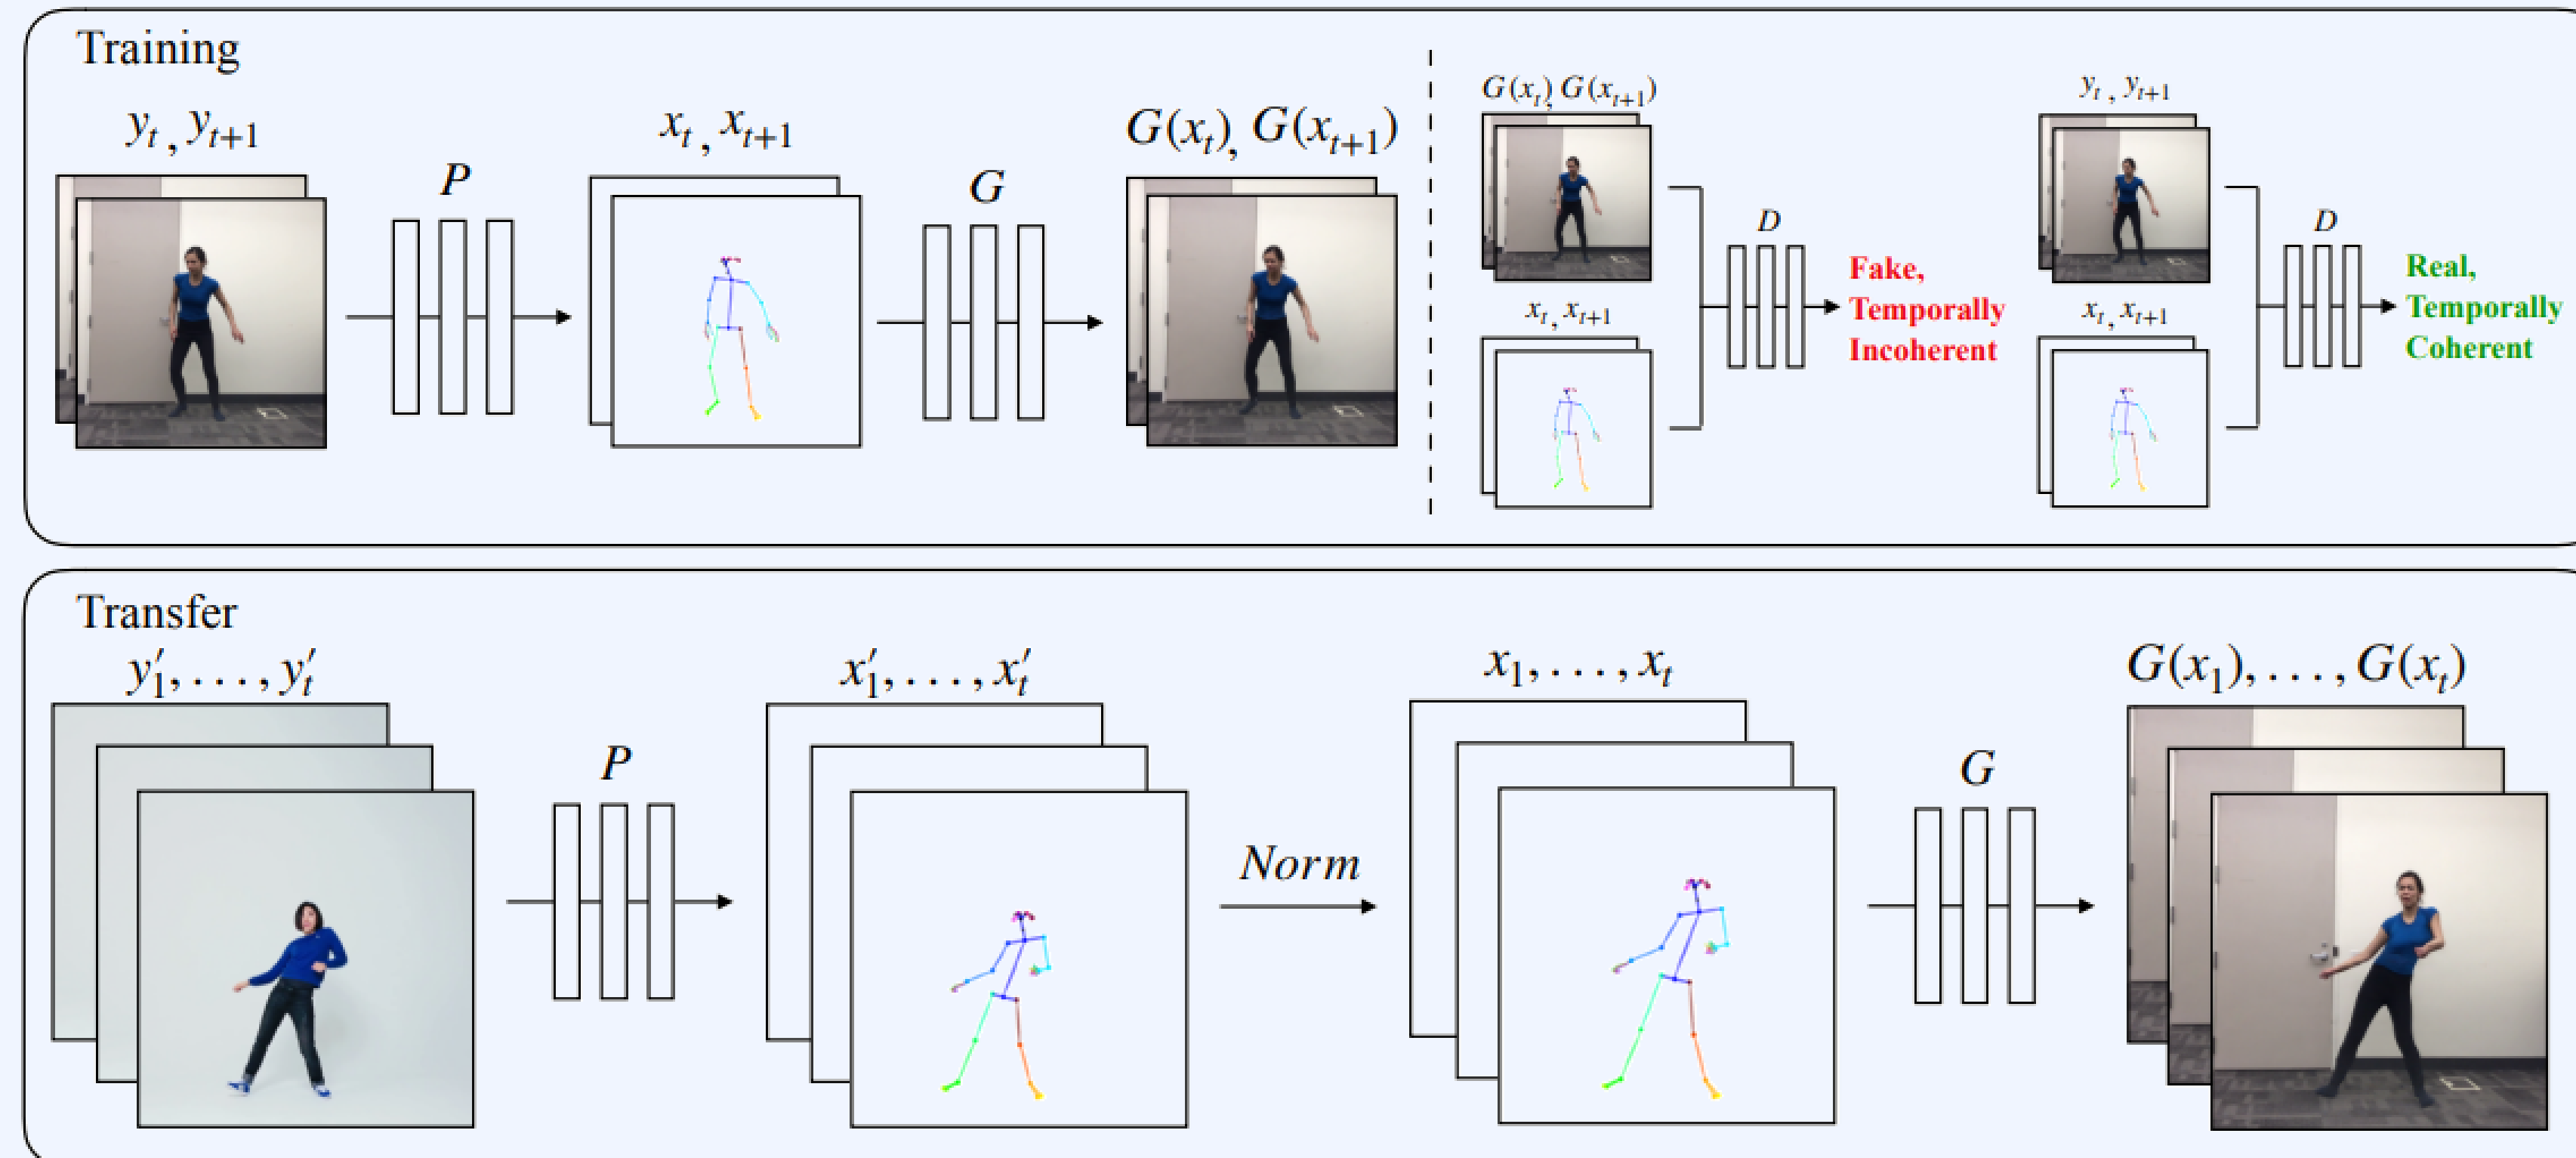 Training
y_t , y_{t+1}
P
x_t , x_{t+1}
G
G(x_t), G(x_{t+1})
G(x_t), G(x_{t+1})
x_t , x_{t+1}
D
Fake,
Temporally
Incoherent
y_t , y_{t+1}
x_t , x_{t+1}
D
Real,
Temporally
Coherent
Transfer
y′_1, . . . , y′_t
P
x′_1, . . . , x′_t
Norm
x_1, . . . , x_t
G
G(x_1), . . . , G(x_t)